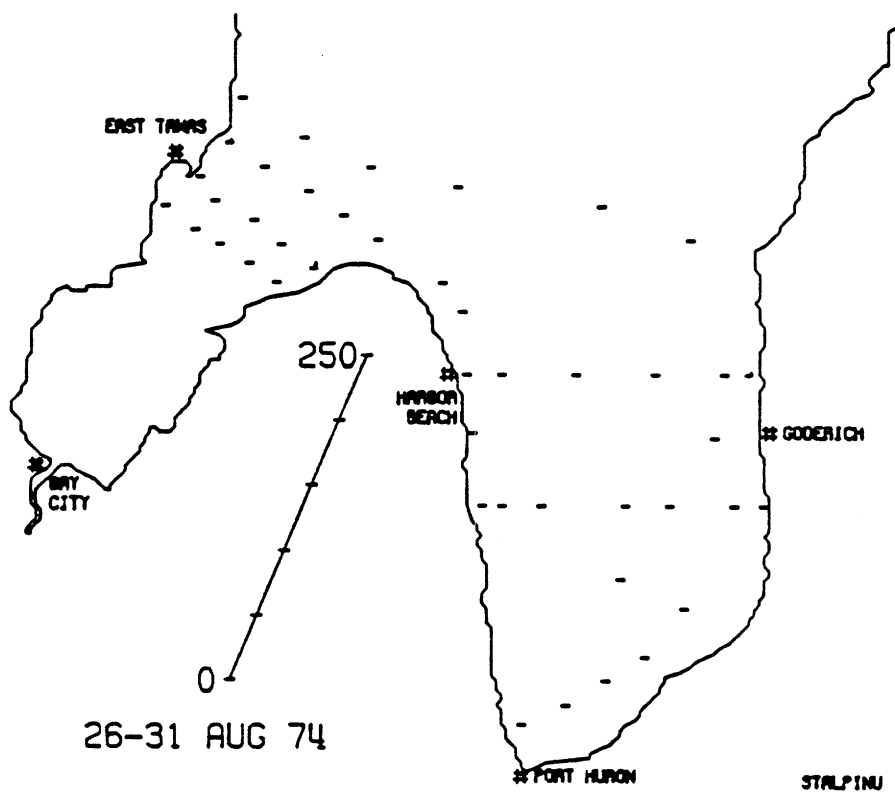 EAST TAWAS
250
HARBOR
BEACH
GODERICH
BAY
CITY
0
26-31 AUG 74
PORT HURON
STALPINU